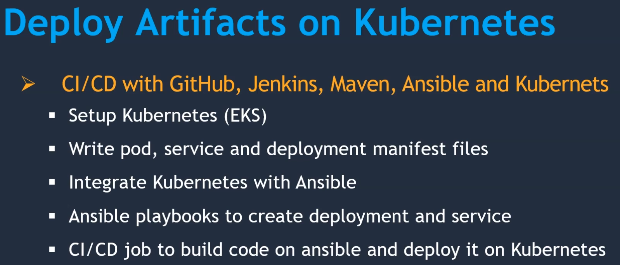 Deploy Artifacts on Kubernetes
CI/CD with GitHub, Jenkins, Maven, Ansible and Kubernets
Setup Kubernetes (EKS)
Write pod, service and deployment manifest files
Integrate Kubernetes with Ansible
Ansible playbooks to create deployment and service
CI/CD job to build code on ansible and deploy it on Kubernetes